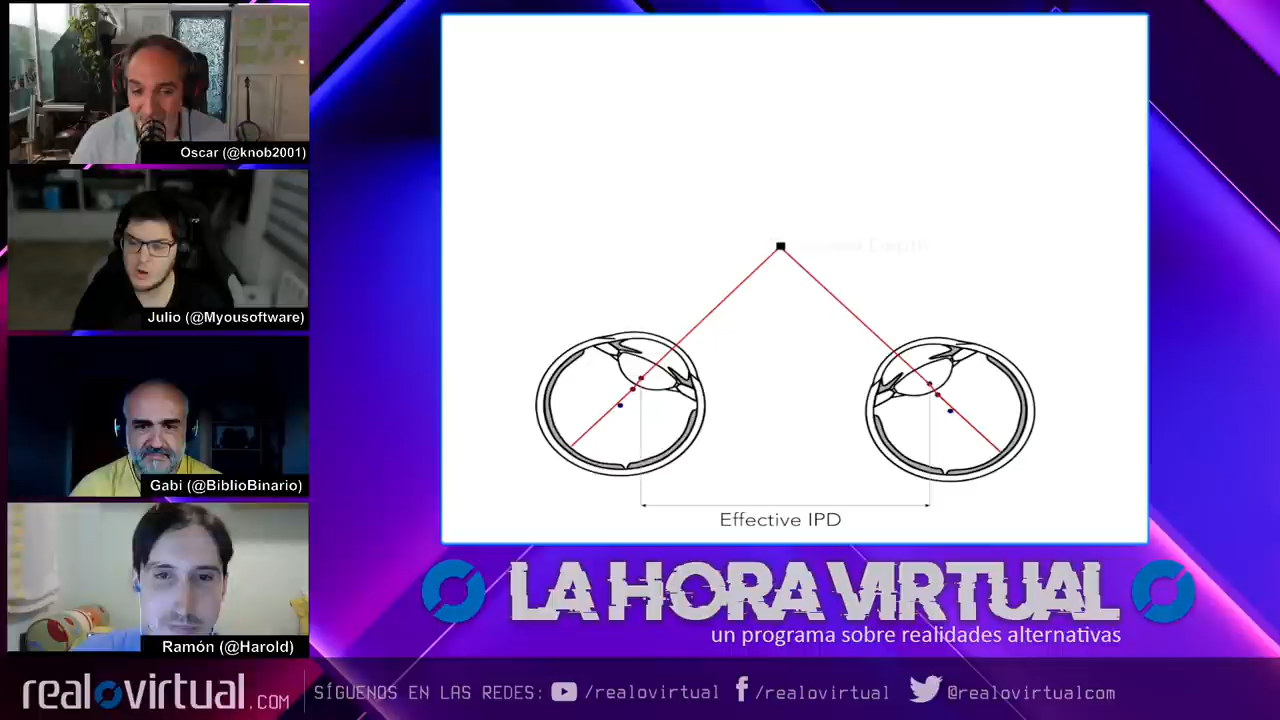 Oscar (@knob2001)
Julio (@Myousoftware)
Gabi (@BiblioBinario)
Ramón (@Harold)
Depth
Effective IPD
LA HORA VIRTUAL
un programa sobre realidades alternativas
realovirtual.com
SÍGUENOS EN LAS REDES: /realovirtual /realovirtual @realovirtualcom